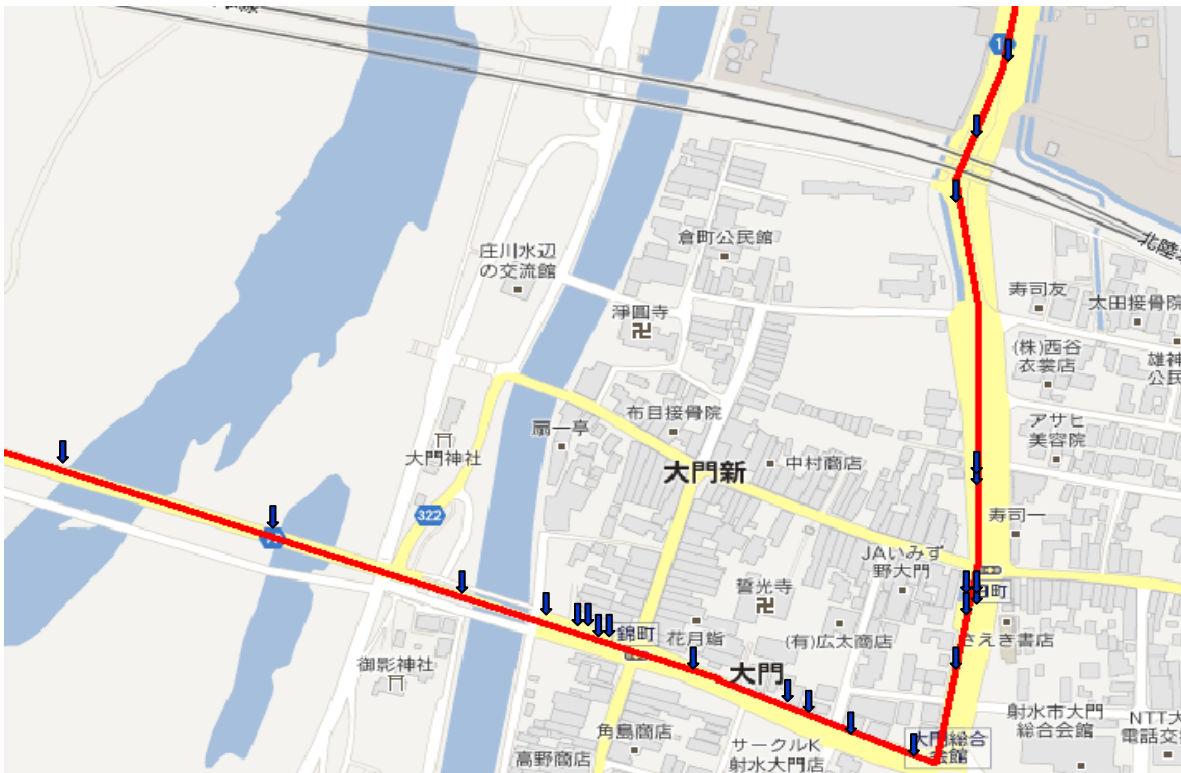 倉町公民館
庄川水辺
の交流館
北陸
寿司友
太田接骨院
浄圓寺
(株)西谷
衣裳店
雄神
公民
布目接骨院
アサヒ
美容院
扇一亭
大門神社
大門新
中村商店
322
寿司一
JAいみず
野大門
誓光寺
町
錦町
花月鮨
(有)広太商店
さえき書店
御影神社
大門
射水市大門
総合会館
角島商店
高野商店
サークルK
射水大門店
大門総合
会館
NTT大
電話交